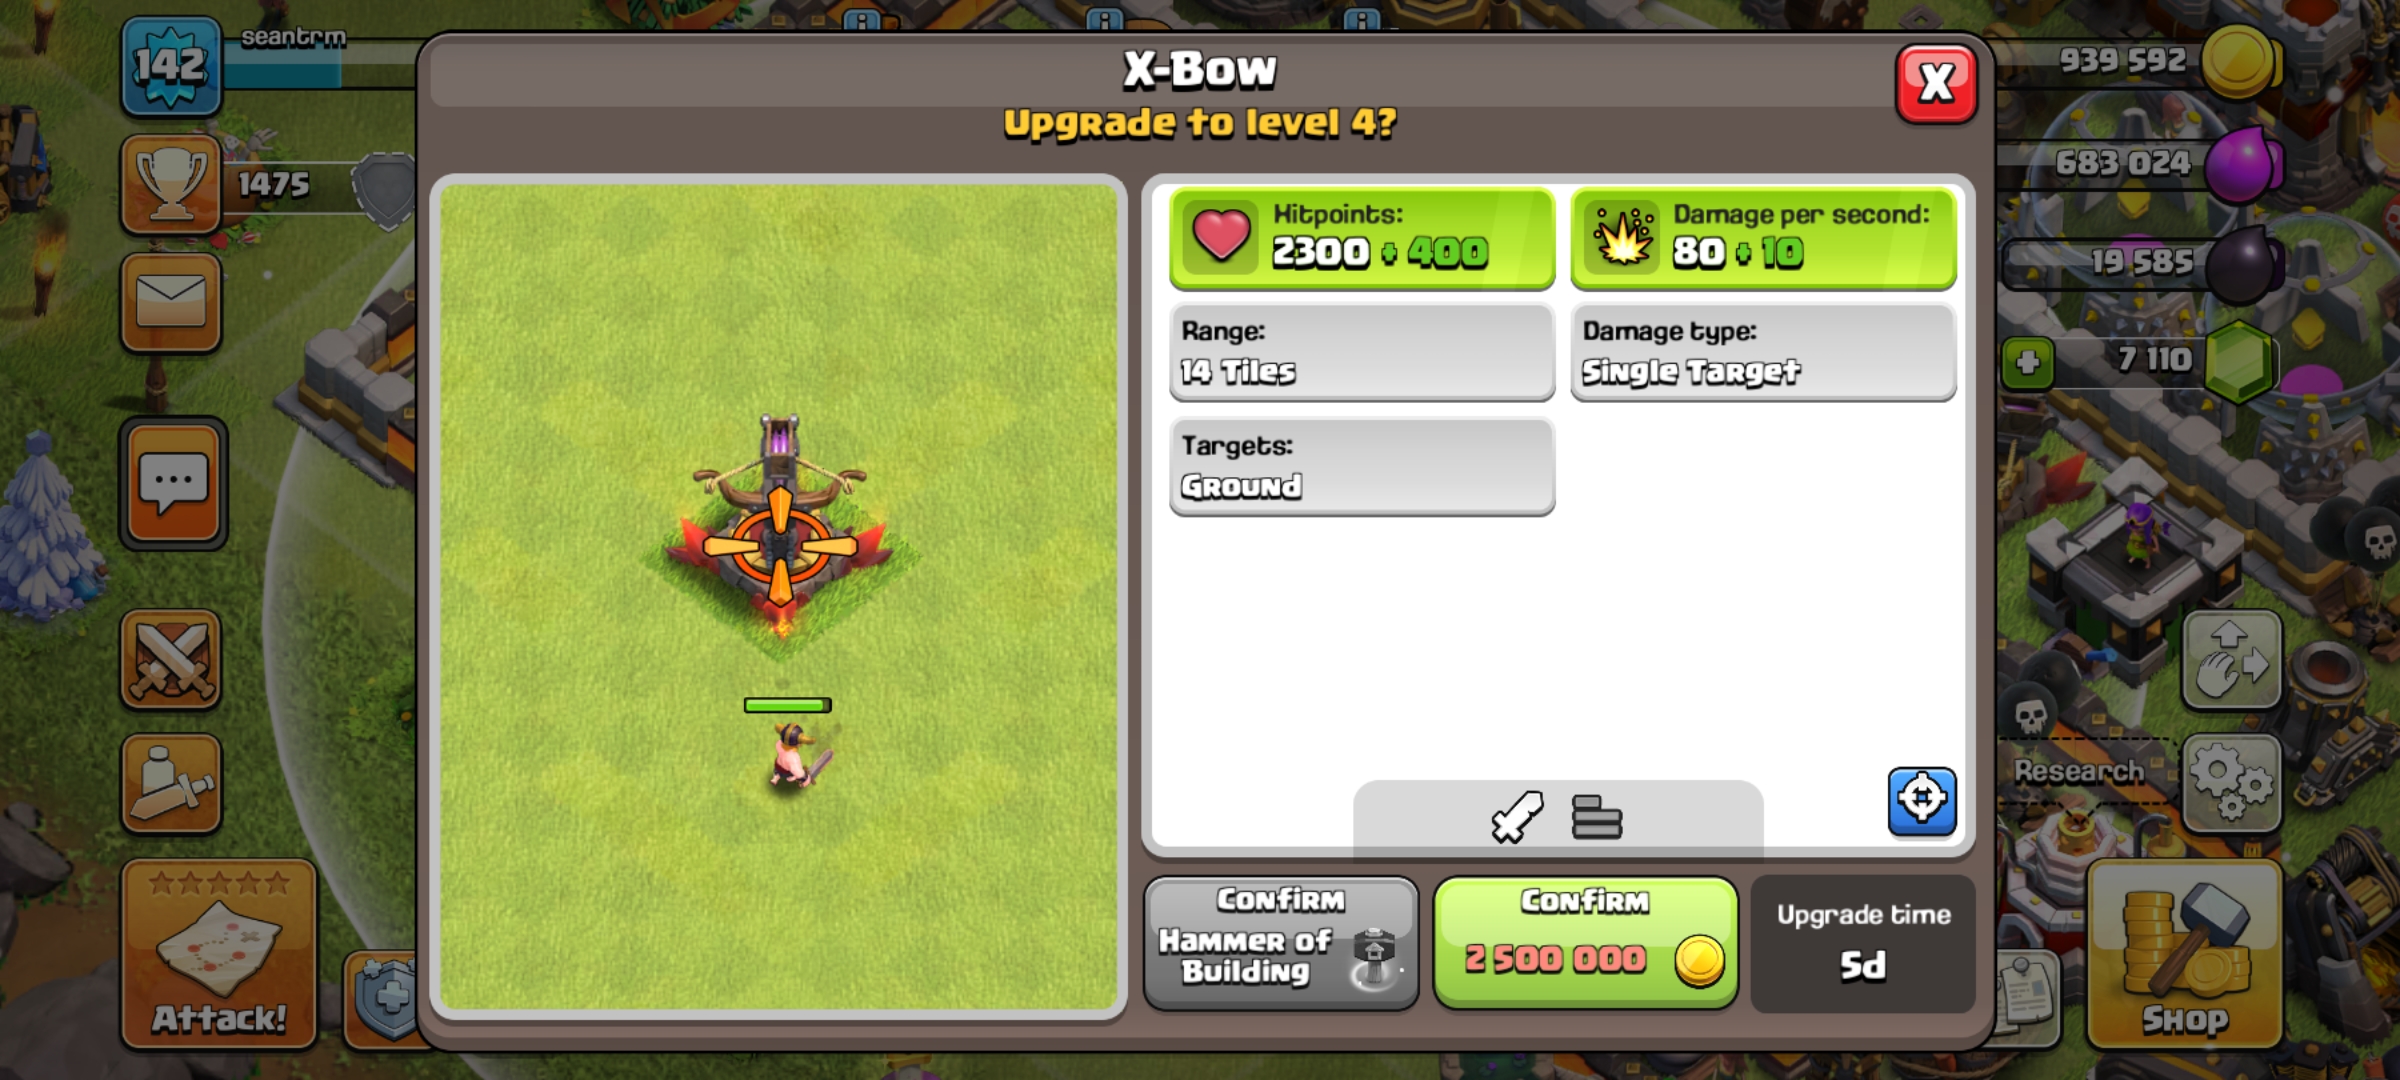 142
seantrm
1475
X-Bow
Upgrade to level 4?
X
939 592
683 024
19 585
7 110
Hitpoints:
2300 + 400
Damage per second:
80 + 10
Range:
14 Tiles
Damage type:
Single Target
Targets:
Ground
Research
Confirm
Hammer of
Building
Confirm
2 500 000
Upgrade time
5d
Attack!
Shop